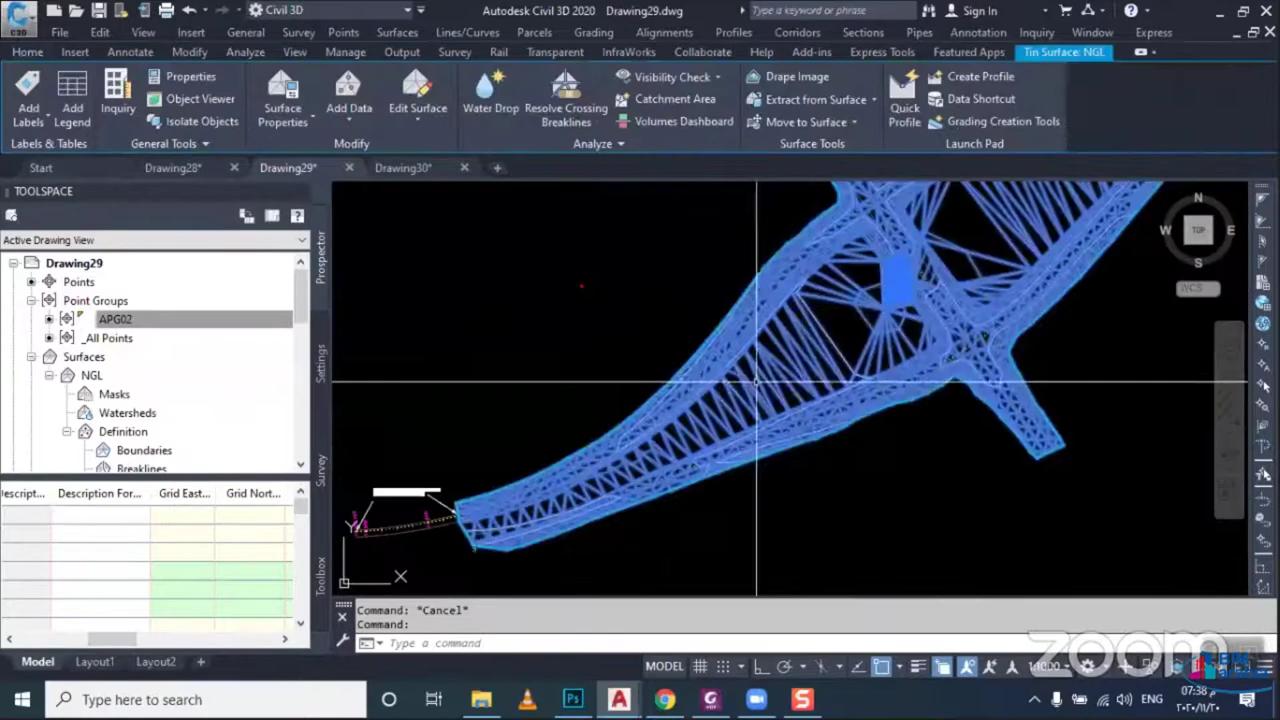 C3D
Civil 3D
Autodesk Civil 3D 2020 Drawing29.dwg
Type a keyword or phrase
Sign In
File Edit View Insert General Survey Points Surfaces Lines/Curves Parcels Grading Alignments Profiles Corridors Sections Pipes Annotation Inquiry Window Express
Home Insert Annotate Modify Analyze View Manage Output Survey Rail Transparent InfraWorks Collaborate Help Add-ins Express Tools Featured Apps Tin Surface: NGL
Add Labels
Add Legend
Inquiry
Properties
Object Viewer
Isolate Objects
Surface Properties
Add Data
Edit Surface
Water Drop
Resolve Crossing Breaklines
Visibility Check
Catchment Area
Volumes Dashboard
Drape Image
Extract from Surface
Move to Surface
Quick Profile
Create Profile
Data Shortcut
Grading Creation Tools
Labels & Tables General Tools Modify Analyze Surface Tools Launch Pad
Start Drawing28* Drawing29* Drawing30*
TOOLSPACE
Active Drawing View
Drawing29
Points
Point Groups
APG02
_All Points
Surfaces
NGL
Masks
Watersheds
Definition
Boundaries
Breaklines
Descript... Description For... Grid East... Grid Nort...
Prospector
Settings
Survey
Toolbox
N
W TOP E
S
WCS
Y
X
Command: *Cancel*
Command:
Type a command
zoom
Model Layout1 Layout2
MODEL
Type here to search
Ps
A
S
ENG
07:38 م
٢٠٢٠/١١/٢٠